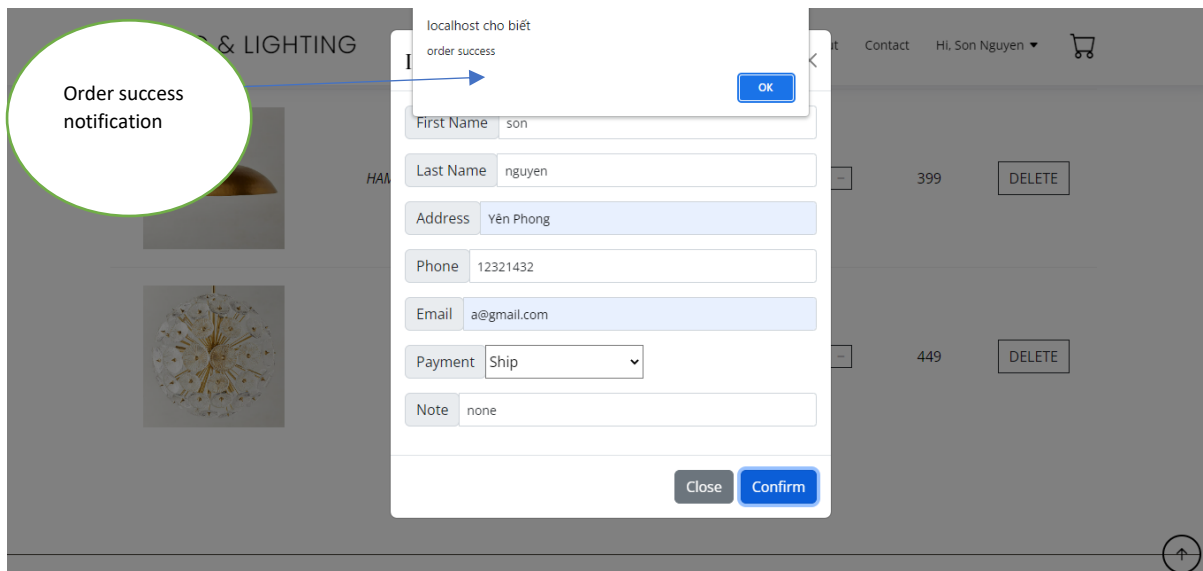 localhost cho biết
order success
OK
& LIGHTING
Contact
Hi, Son Nguyen
Order success
notification
First Name
son
Last Name
nguyen
399
DELETE
Address
Yên Phong
Phone
12321432
Email
a@gmail.com
Payment
Ship
449
DELETE
Note
none
Close
Confirm